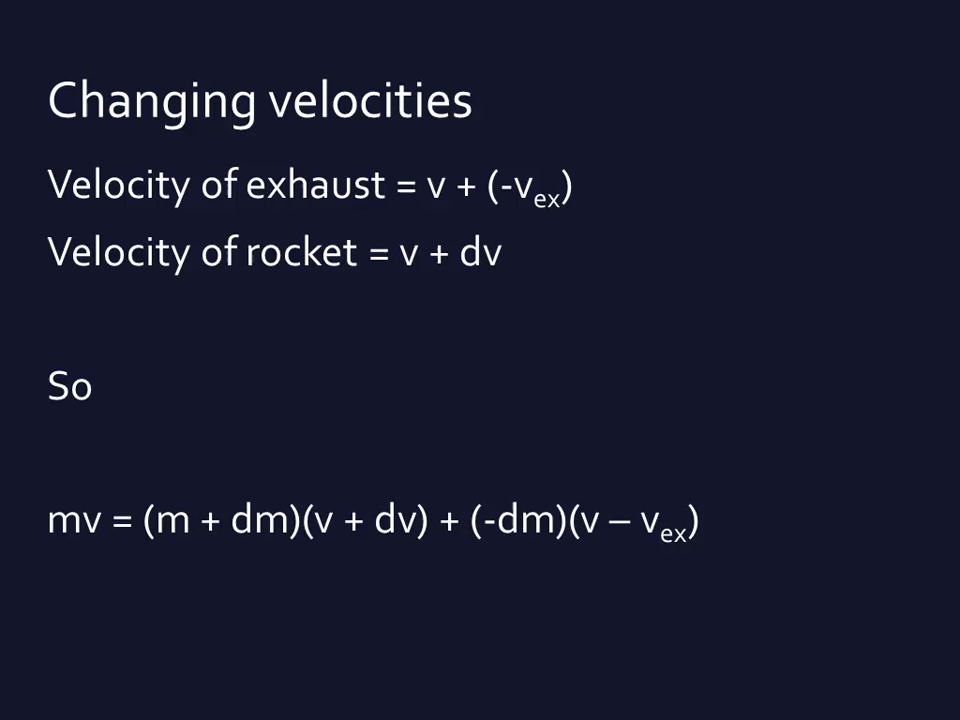 Changing velocities
Velocity of exhaust = v + (-vₑₓ)
Velocity of rocket = v + dv
So
mv = (m + dm)(v + dv) + (-dm)(v – vₑₓ)